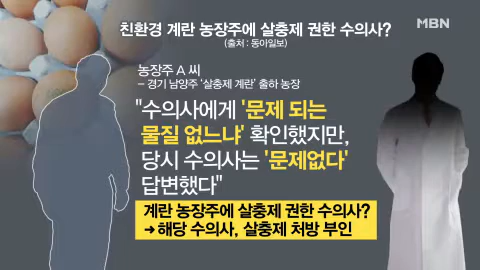 MBN
친환경 계란 농장주에 살충제 권한 수의사?
(출처 : 동아일보)
농장주 A 씨
– 경기 남양주 '살충제 계란' 출하 농장
"수의사에게 '문제 되는
물질 없느냐' 확인했지만,
당시 수의사는 '문제없다'
답변했다"
계란 농장주에 살충제 권한 수의사?
→ 해당 수의사, 살충제 처방 부인